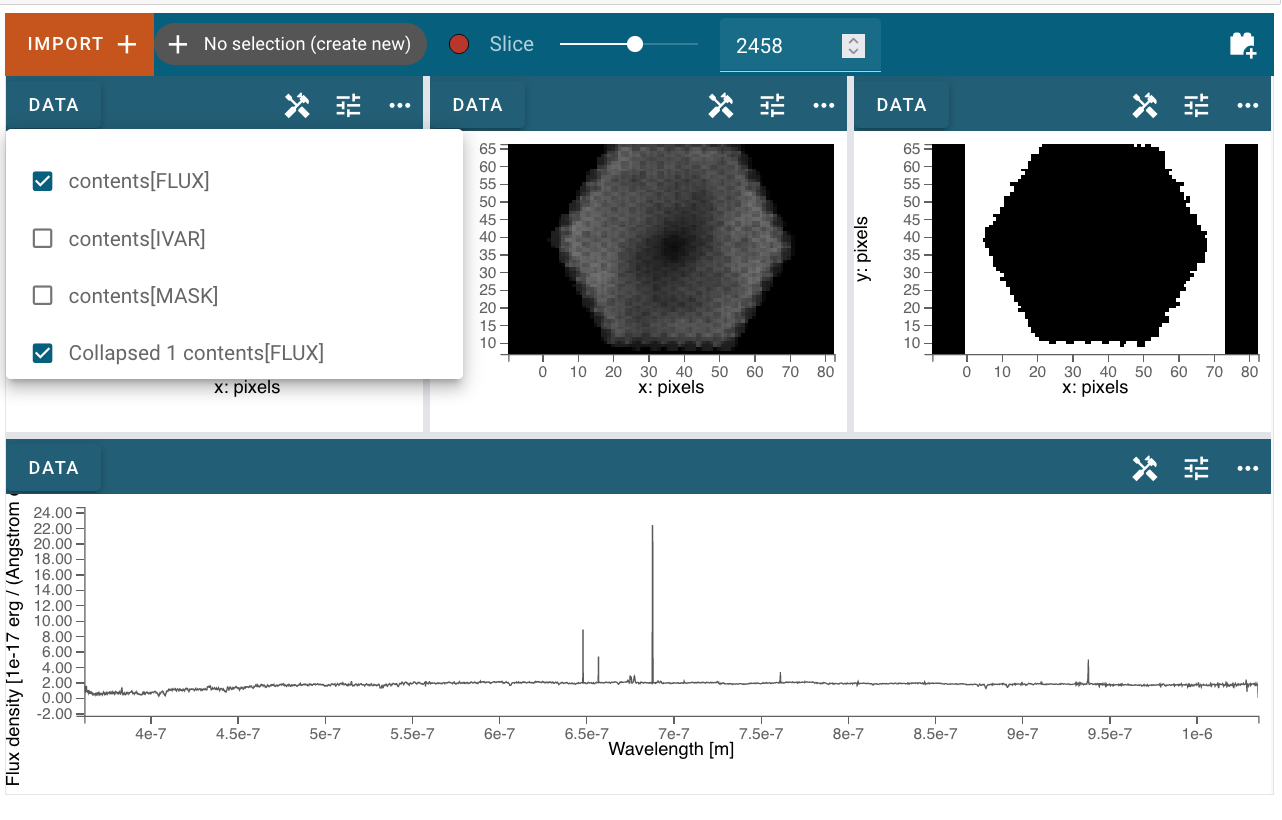 IMPORT
No selection (create new)
Slice
2458
DATA
DATA
DATA
contents[FLUX]
contents[IVAR]
contents[MASK]
Collapsed 1 contents[FLUX]
x: pixels
65
60
55
50
45
40
35
30
25
20
15
10
0 10 20 30 40 50 60 70 80
x: pixels
y: pixels
65
60
55
50
45
40
35
30
25
20
15
10
0 10 20 30 40 50 60 70 80
x: pixels
DATA
Flux density [1e-17 erg / (Angstrom
24.00
22.00
20.00
18.00
16.00
14.00
12.00
10.00
8.00
6.00
4.00
2.00
0.00
-2.00
4e-7 4.5e-7 5e-7 5.5e-7 6e-7 6.5e-7 7e-7 7.5e-7 8e-7 8.5e-7 9e-7 9.5e-7 1e-6
Wavelength [m]